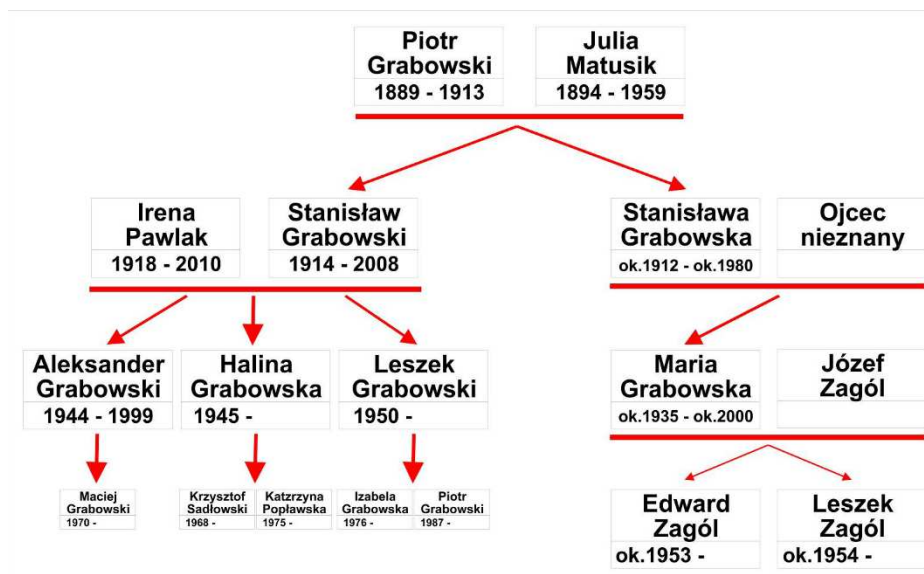 Piotr
Grabowski
1889 - 1913
Julia
Matusik
1894 - 1959
Irena
Pawlak
1918 - 2010
Stanisław
Grabowski
1914 - 2008
Stanisława
Grabowska
ok.1912 - ok.1980
Ojcec
nieznany
Aleksander
Grabowski
1944 - 1999
Halina
Grabowska
1945 -
Leszek
Grabowski
1950 -
Maria
Grabowska
ok.1935 - ok.2000
Józef
Zagól
Maciej
Grabowski
1970 -
Krzysztof
Sadłowski
1968 -
Katzrzyna
Popławska
1975 -
Izabela
Grabowska
1976 -
Piotr
Grabowski
1987 -
Edward
Zagól
ok.1953 -
Leszek
Zagól
ok.1954 -